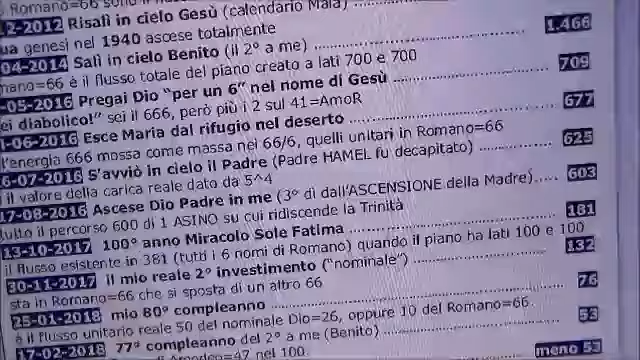 Romano=66 sono il
12-2012 Risalì in cielo Gesù (calendario Maia) 1.466
ua genesi nel 1940 ascese totalmente
04-2014 Salì in cielo Benito (il 2° a me) 709
mano=66 è il flusso totale del piano creato a lati 700 e 700
-05-2016 Pregai Dio "per un 6" nel nome di Gesù 677
ei diabolico!" sei il 666, però più i 2 sul 41=AmoR
1-06-2016 Esce Maria dal rifugio nel deserto 625
l'energia 666 mossa come massa nel 66/6, quelli unitari in Romano=66
6-07-2016 S'avviò in cielo il Padre (Padre HAMEL fu decapitato) 603
i il valore della carica reale dato da 5^4
17-08-2016 Ascese Dio Padre in me (3° dì dall'ASCENSIONE della Madre) 181
tutto il percorso 600 di 1 ASINO su cui ridiscende la Trinità
13-10-2017 100° anno Miracolo Sole Fatima 132
il flusso esistente in 381 (tutti i 6 nomi di Romano) quando il piano ha lati 100 e 100
30-11-2017 il mio reale 2° investimento ("nominale") 76
sta in Romano=66 che si sposta di un altro 66
25-01-2018 mio 80° compleanno 53
è il flusso unitario reale 50 del nominale Dio=26, oppure 10 del Romano=66.
17-02-2018 77° compleanno del 2° a me (Benito) meno 53
di Amorico=47 nel 100.